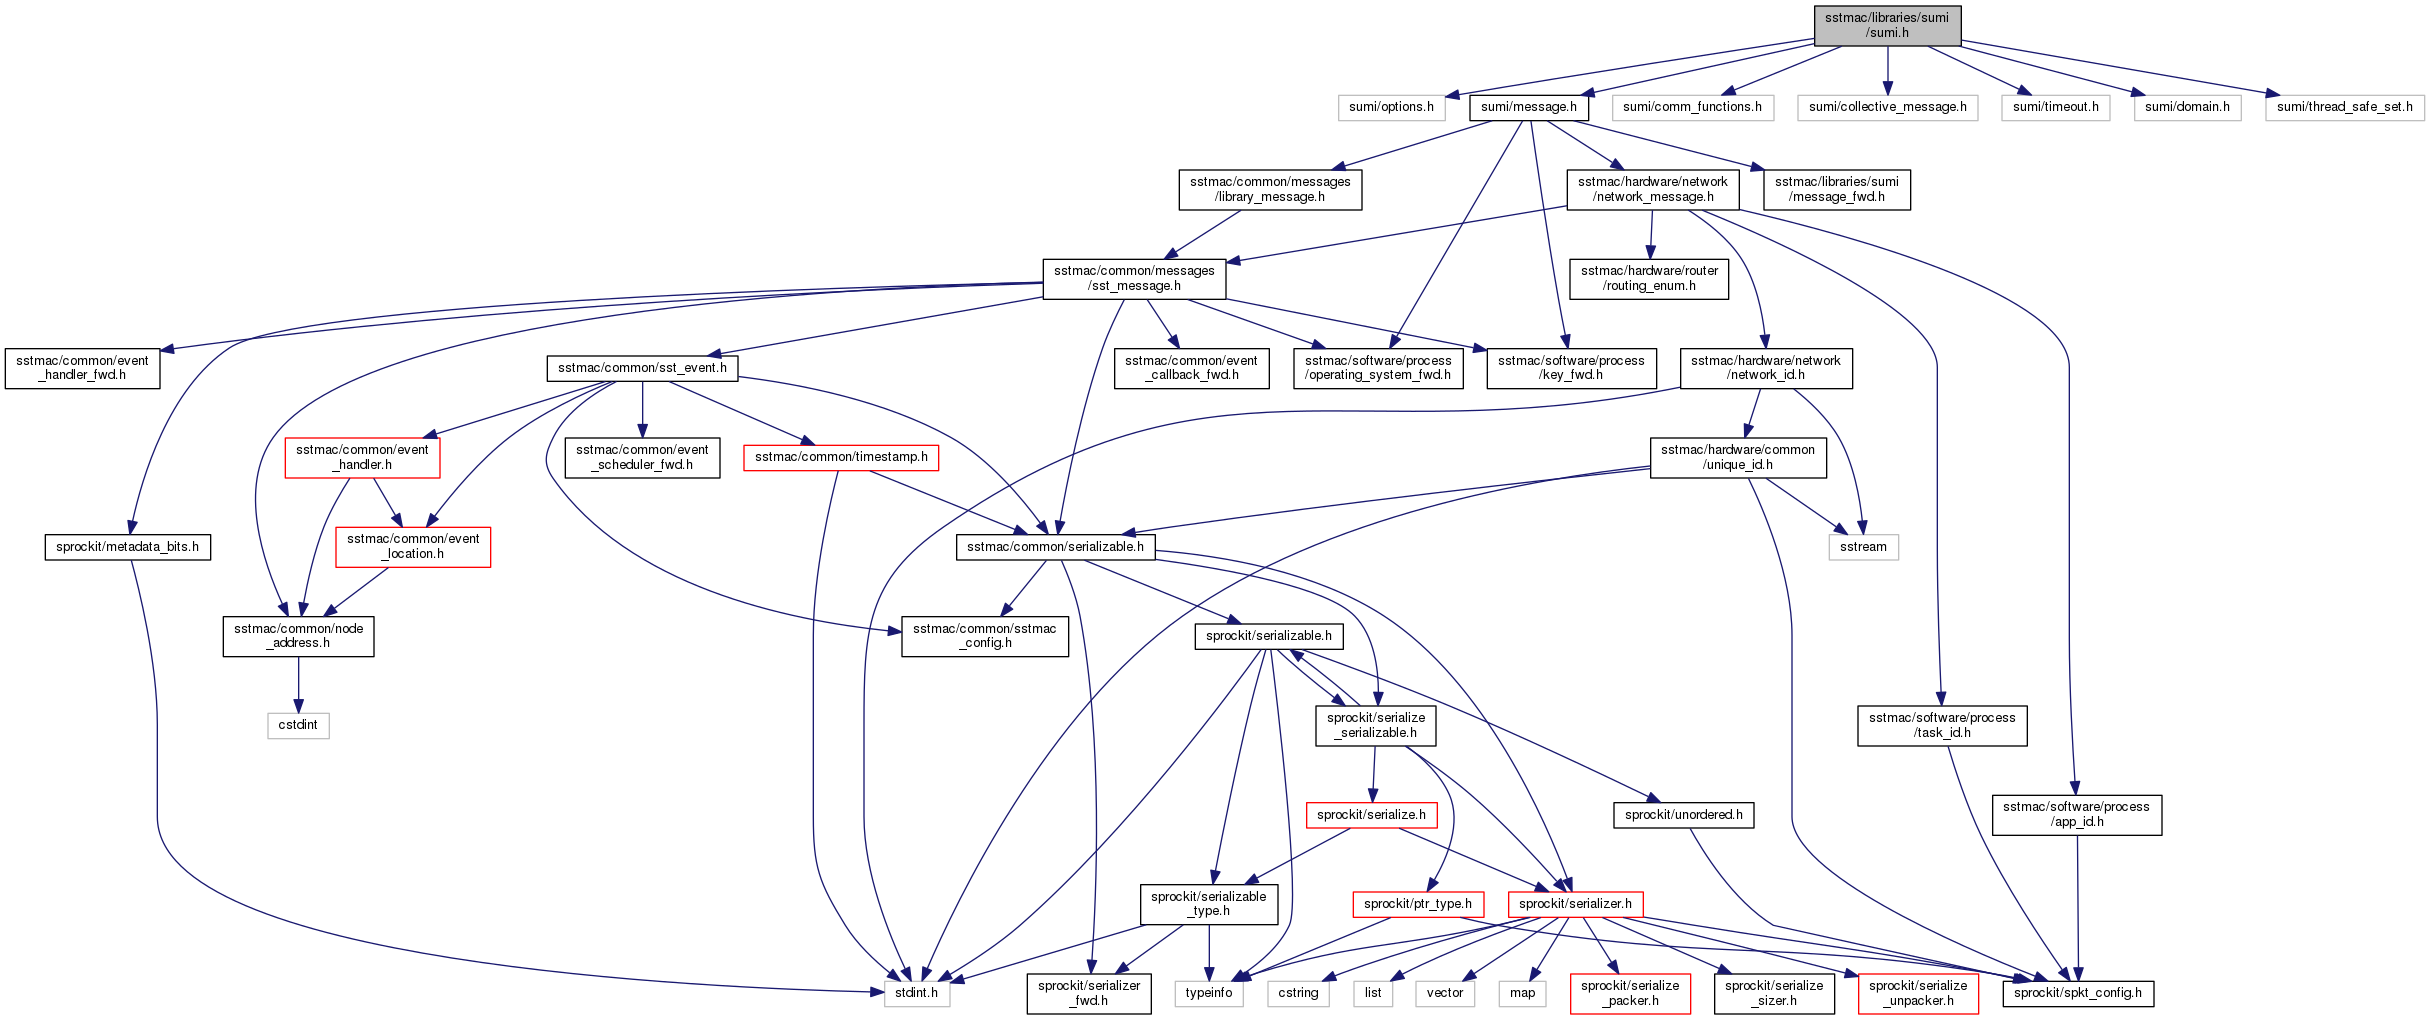 sstmac/libraries/sumi
/sumi.h
sumi/options.h
sumi/message.h
sumi/comm_functions.h
sumi/collective_message.h
sumi/timeout.h
sumi/domain.h
sumi/thread_safe_set.h
sstmac/common/messages
/library_message.h
sstmac/hardware/network
/network_message.h
sstmac/libraries/sumi
/message_fwd.h
sstmac/common/messages
/sst_message.h
sstmac/hardware/router
/routing_enum.h
sstmac/common/event
_handler_fwd.h
sstmac/common/sst_event.h
sstmac/common/event
_callback_fwd.h
sstmac/software/process
/operating_system_fwd.h
sstmac/software/process
/key_fwd.h
sstmac/hardware/network
/network_id.h
sstmac/common/event
_handler.h
sstmac/common/event
_scheduler_fwd.h
sstmac/common/timestamp.h
sstmac/hardware/common
/unique_id.h
sprockit/metadata_bits.h
sstmac/common/event
_location.h
sstmac/common/serializable.h
sstream
sstmac/common/node
_address.h
sstmac/common/sstmac
_config.h
sprockit/serializable.h
cstdint
sprockit/serialize
_serializable.h
sstmac/software/process
/task_id.h
sprockit/serialize.h
sprockit/unordered.h
sstmac/software/process
/app_id.h
sprockit/serializable
_type.h
sprockit/ptr_type.h
sprockit/serializer.h
stdint.h
sprockit/serializer
_fwd.h
typeinfo
cstring
list
vector
map
sprockit/serialize
_packer.h
sprockit/serialize
_sizer.h
sprockit/serialize
_unpacker.h
sprockit/spkt_config.h